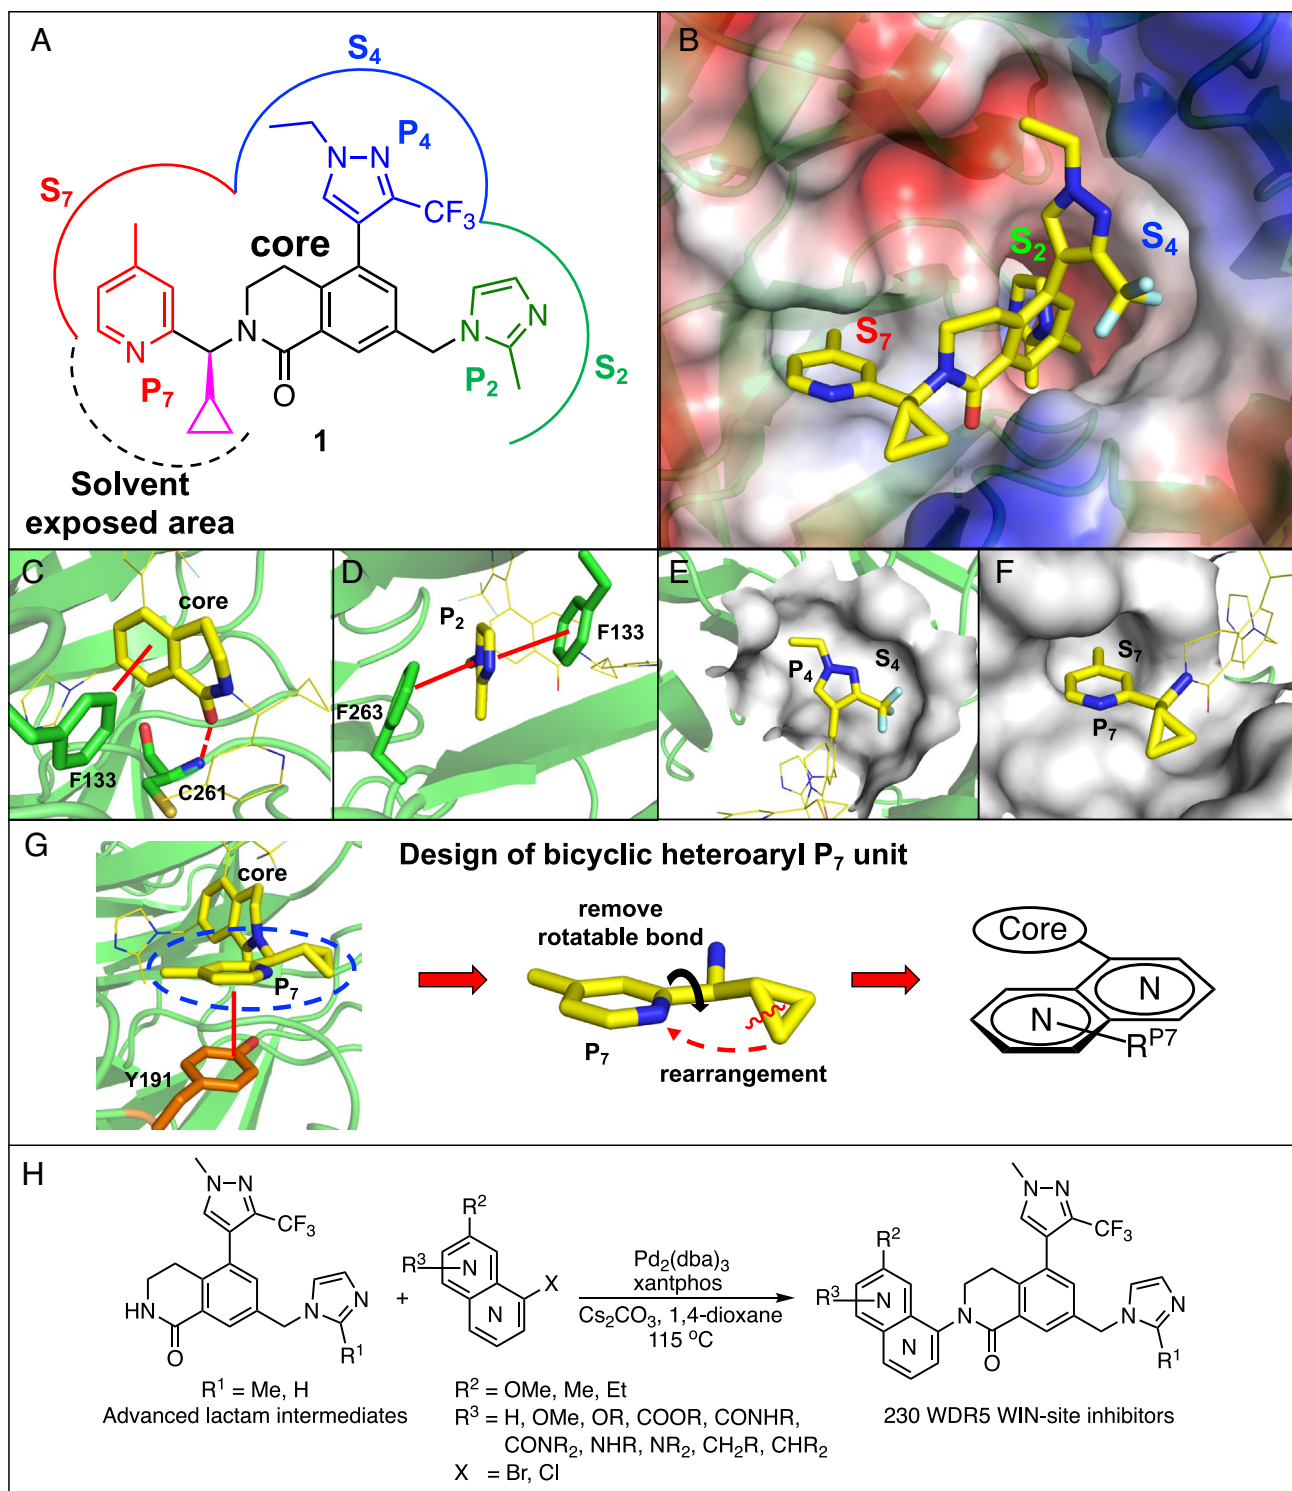 A
S4
P4
N
N
CF3
S7
core
N
N
N
N
O
P7
P2
S2
1
Solvent
exposed area
B
S2
S4
S7
C
core
F133
C261
D
P2
F133
F263
E
P4
S4
F
S7
P7
G
Design of bicyclic heteroaryl P7 unit
core
P7
Y191
remove
rotatable bond
P7
rearrangement
Core
N
N
RP7
H
N
N
CF3
HN
O
N
N
R1
R1 = Me, H
Advanced lactam intermediates
+
R2
R3
N
N
X
R2 = OMe, Me, Et
R3 = H, OMe, OR, COOR, CONHR,
CONR2, NHR, NR2, CH2R, CHR2
X = Br, Cl
Pd2(dba)3
xantphos
Cs2CO3, 1,4-dioxane
115 oC
N
N
CF3
R2
R3
N
N
N
O
N
N
R1
230 WDR5 WIN-site inhibitors